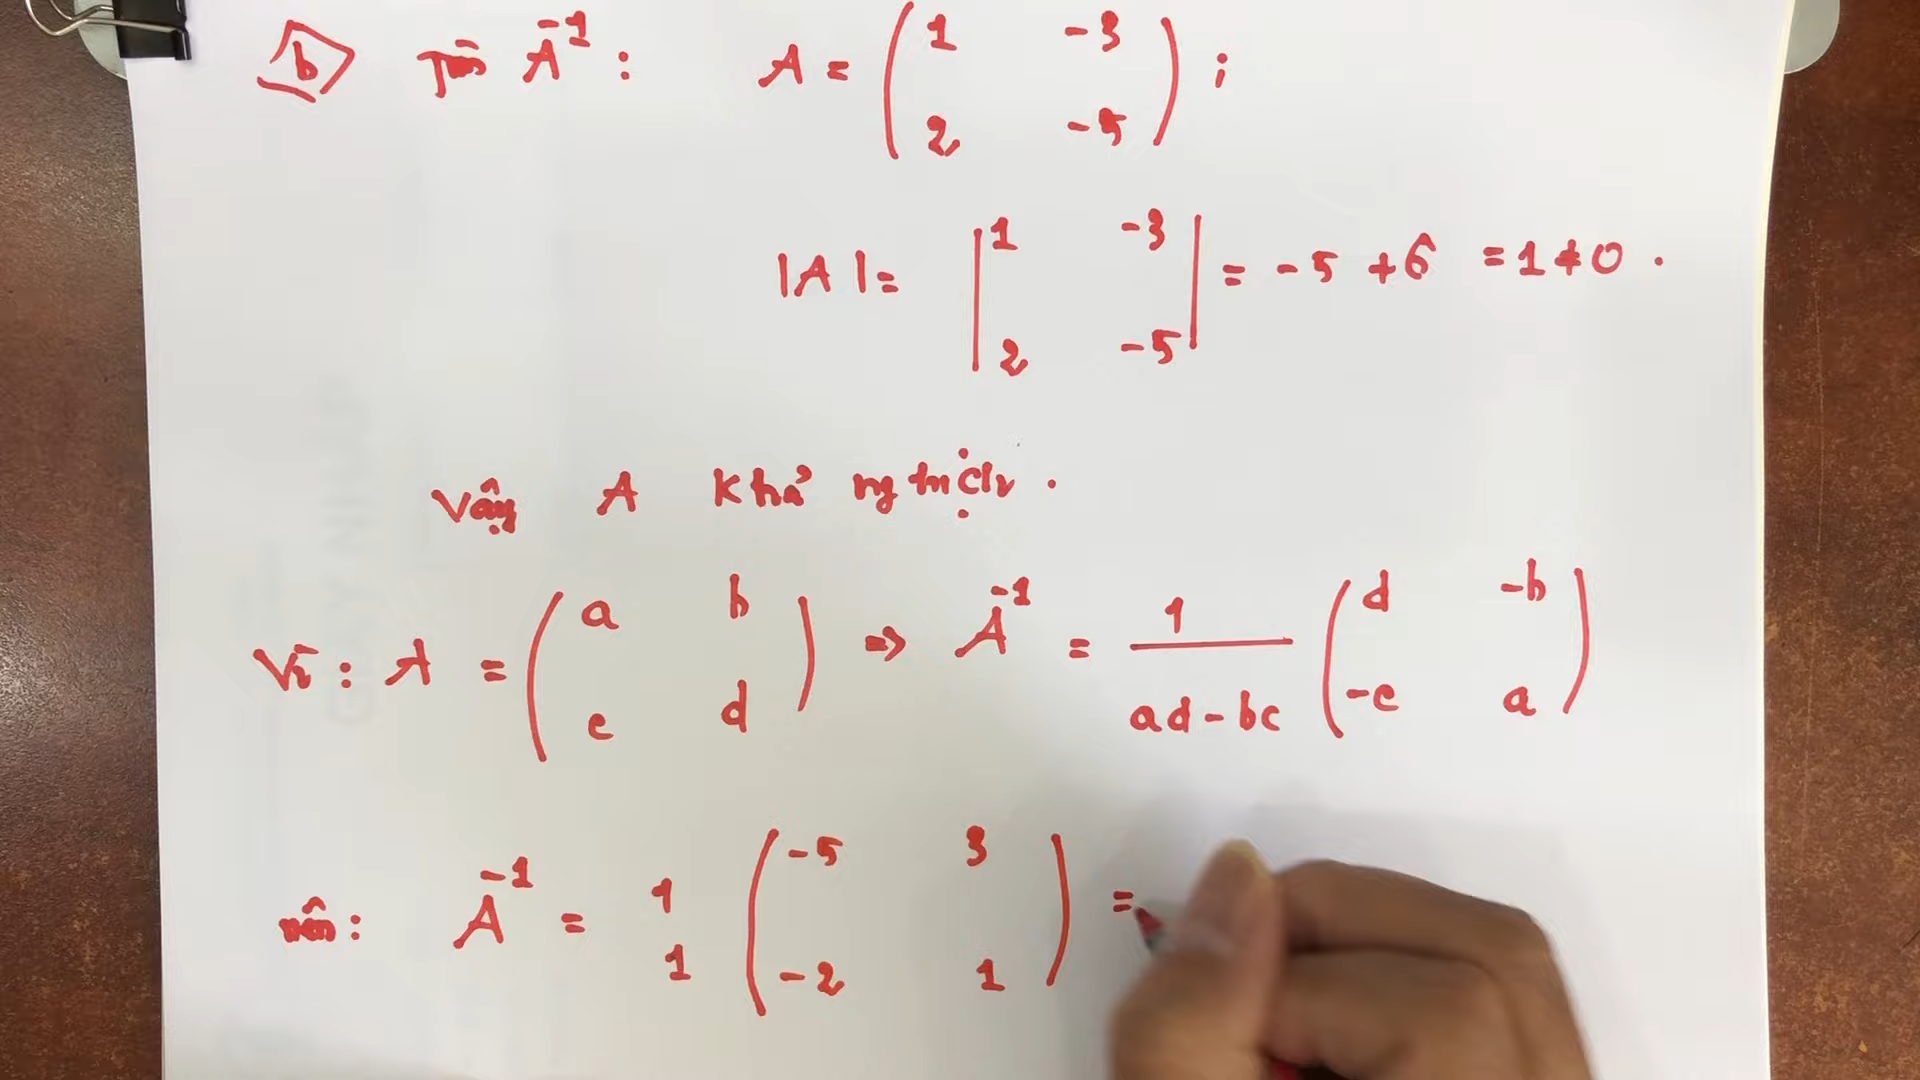 b Tìm A⁻¹ : A = ( 1 -3 ; 2 -5 ) ;
|A| = | 1 -3 ; 2 -5 | = -5 + 6 = 1 ≠ 0 .
Vậy A khả nghịch .
Vì : A = ( a b ; c d ) => A⁻¹ = 1/(ad - bc) ( d -b ; -c a )
nên : A⁻¹ = 1/1 ( -5 3 ; -2 1 ) =